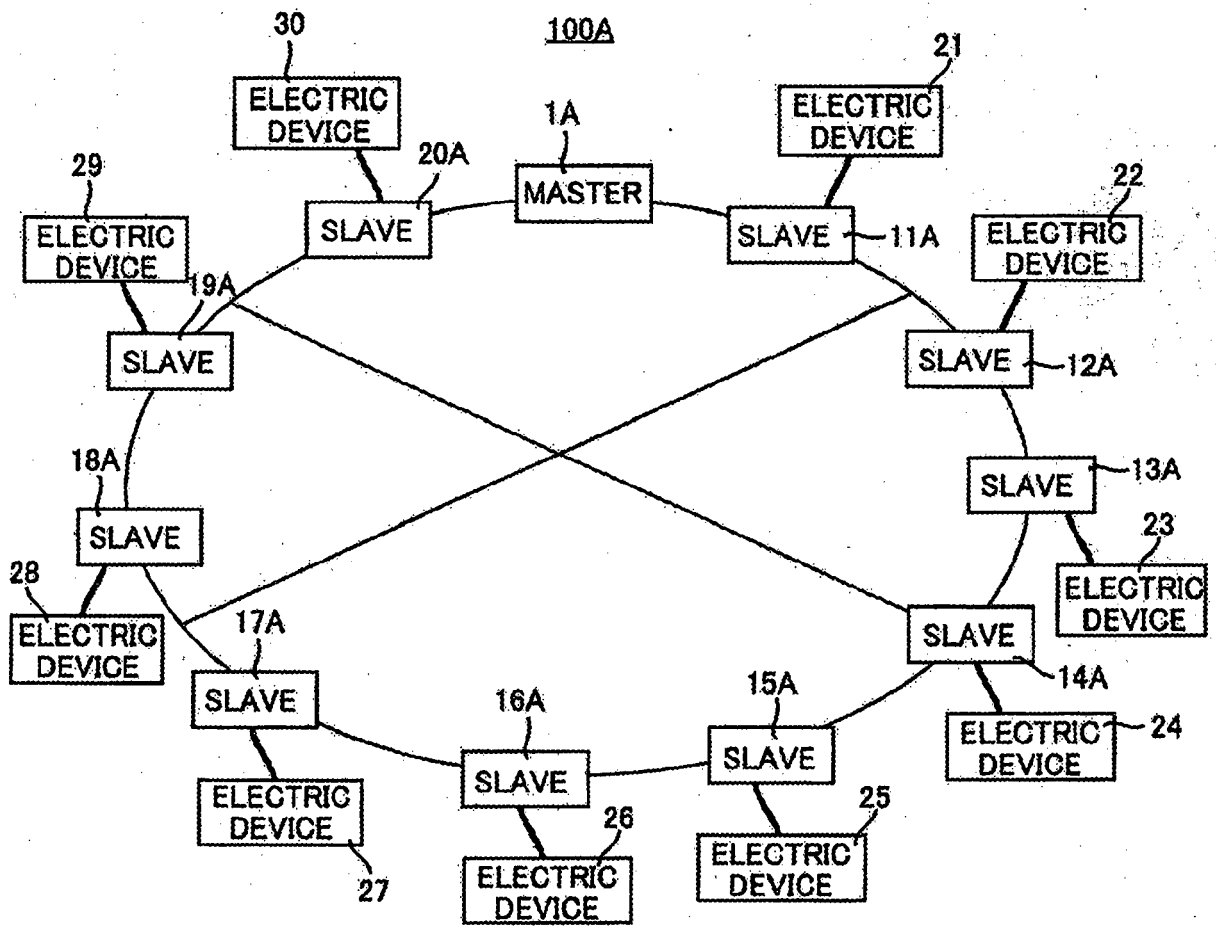 100A
30
ELECTRIC
DEVICE
21
ELECTRIC
DEVICE
1A
MASTER
20A
SLAVE
SLAVE
11A
29
ELECTRIC
DEVICE
22
ELECTRIC
DEVICE
19A
SLAVE
SLAVE
12A
18A
SLAVE
SLAVE
13A
23
ELECTRIC
DEVICE
28
ELECTRIC
DEVICE
17A
SLAVE
SLAVE
14A
16A
SLAVE
15A
SLAVE
24
ELECTRIC
DEVICE
ELECTRIC
DEVICE
27
26
ELECTRIC
DEVICE
25
ELECTRIC
DEVICE